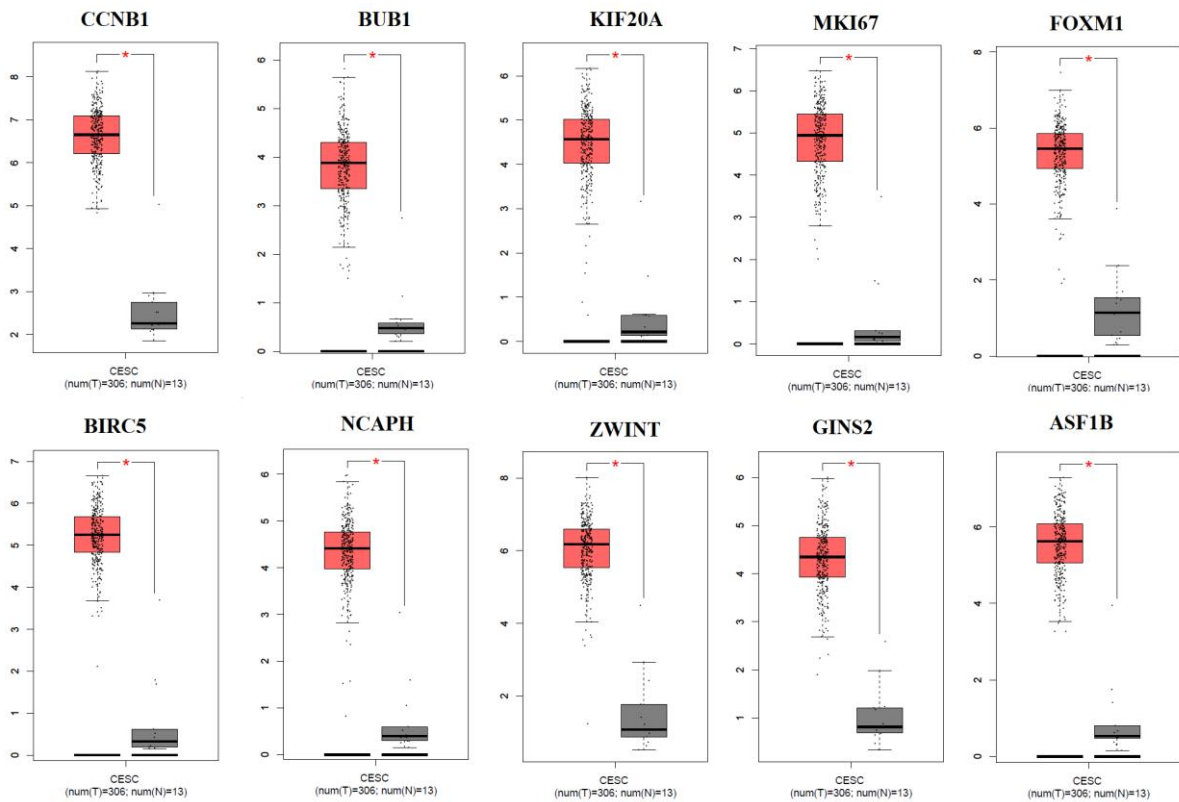 CCNB1
*
8
7
6
5
4
3
2
CESC
(num(T)=306; num(N)=13)
BUB1
*
6
5
4
3
2
1
0
CESC
(num(T)=306; num(N)=13)
KIF20A
*
6
5
4
3
2
1
0
CESC
(num(T)=306; num(N)=13)
MKI67
*
7
6
5
4
3
2
1
0
CESC
(num(T)=306; num(N)=13)
FOXM1
*
8
6
4
2
0
CESC
(num(T)=306; num(N)=13)
BIRC5
*
7
6
5
4
3
2
1
0
CESC
(num(T)=306; num(N)=13)
NCAPH
*
6
5
4
3
2
1
0
CESC
(num(T)=306; num(N)=13)
ZWINT
*
8
6
4
2
CESC
(num(T)=306; num(N)=13)
GINS2
*
6
5
4
3
2
1
CESC
(num(T)=306; num(N)=13)
ASF1B
*
6
4
2
0
CESC
(num(T)=306; num(N)=13)